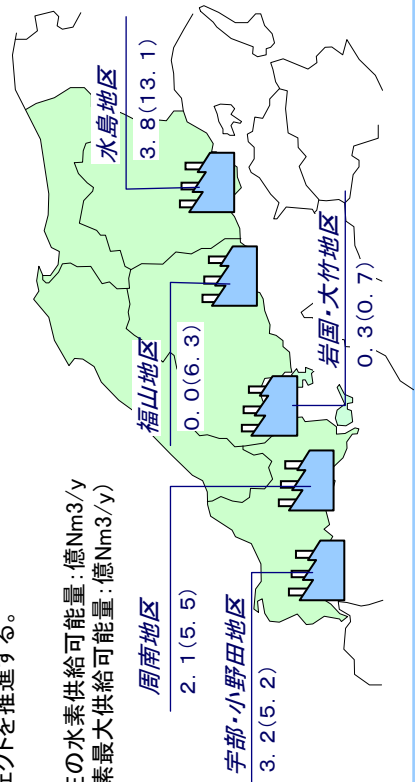 ェクトを推進する。
の水素供給可能量：億Nm3/y
素最大供給可能量：億Nm3/y)
水島地区
3．8(13．1)
福山地区
0．0(6．3)
岩国・大竹地区
0．3(0．7)
周南地区
2．1(5．5)
宇部・小野田地区
3．2(5．2)